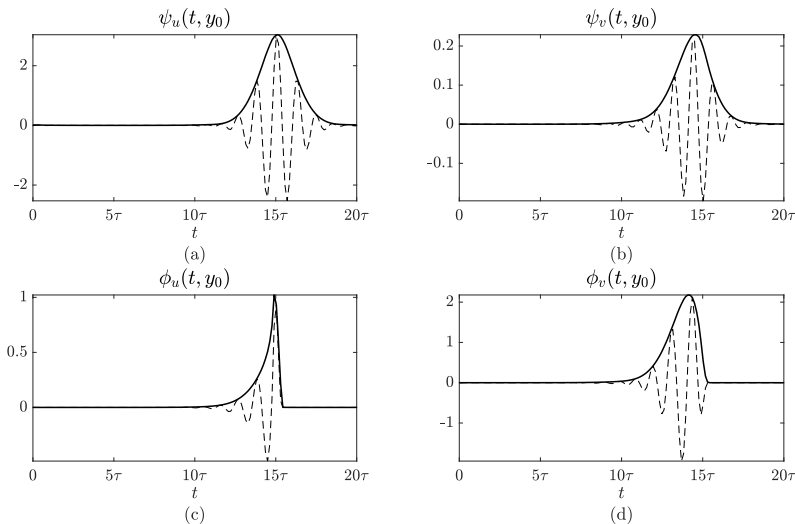 ψu(t, y0) ψv(t, y0)
2 0.2
0.1
0 0
-0.1
-2
0 5τ 10τ 15τ 20τ 0 5τ 10τ 15τ 20τ
t t
(a) (b)
ϕu(t, y0) ϕv(t, y0)
1 2
0.5 1
0 0
-1
0 5τ 10τ 15τ 20τ 0 5τ 10τ 15τ 20τ
t t
(c) (d)